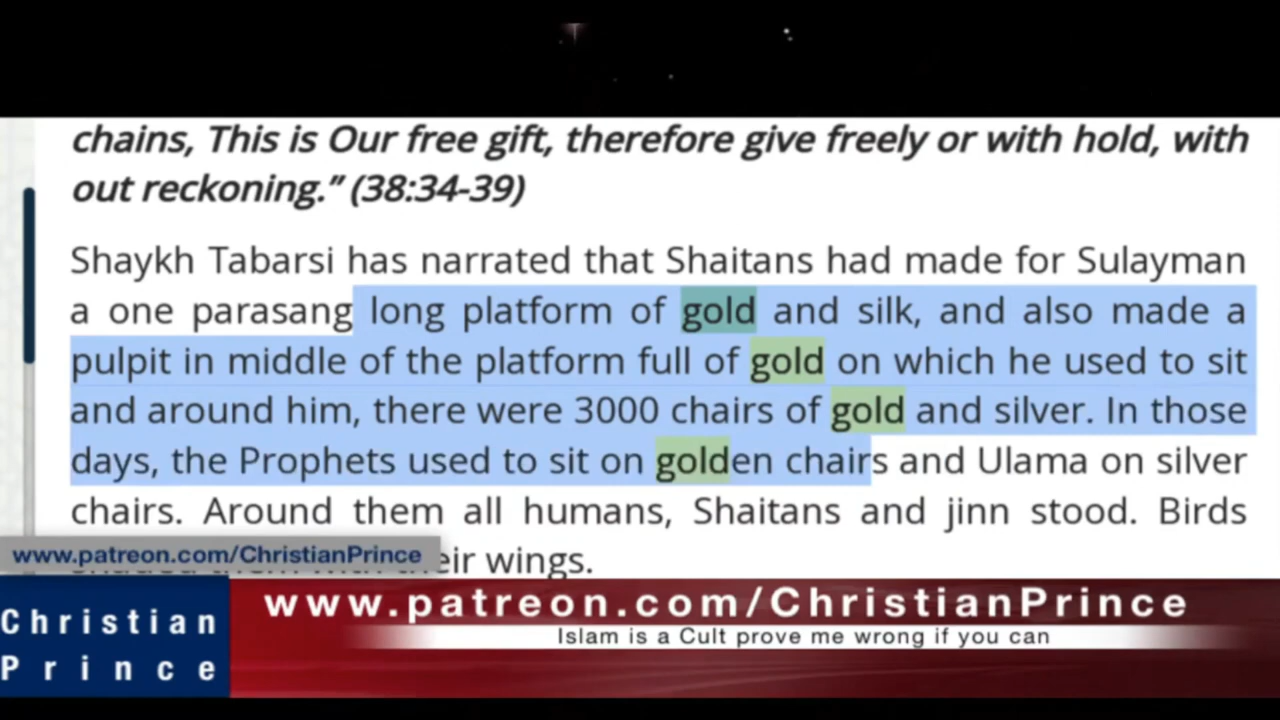 chains, This is Our free gift, therefore give freely or with hold, with
out reckoning.” (38:34-39)
Shaykh Tabarsi has narrated that Shaitans had made for Sulayman
a one parasang long platform of gold and silk, and also made a
pulpit in middle of the platform full of gold on which he used to sit
and around him, there were 3000 chairs of gold and silver. In those
days, the Prophets used to sit on golden chairs and Ulama on silver
chairs. Around them all humans, Shaitans and jinn stood. Birds
wings.
www.patreon.com/ChristianPrince
Christian
Prince
www.patreon.com/ChristianPrince
Islam is a Cult prove me wrong if you can